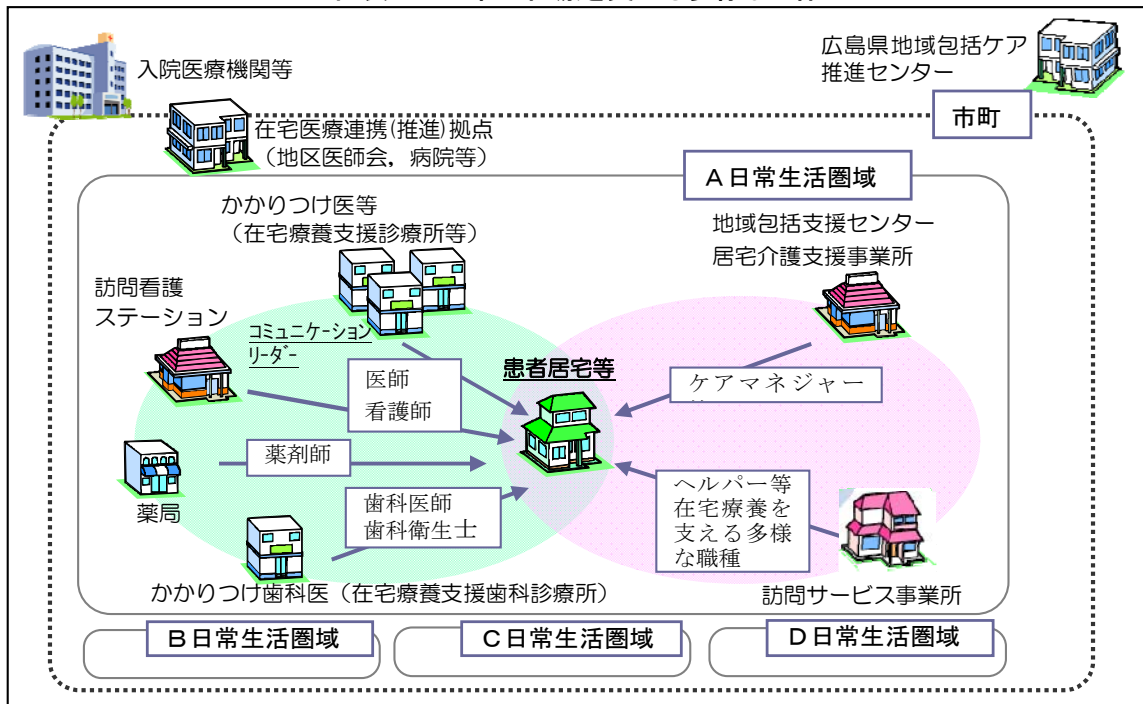 入院医療機関等
広島県地域包括ケア
推進センター
市町
在宅医療連携(推進)拠点
(地区医師会，病院等)
Ａ日常生活圏域
かかりつけ医等
（在宅療養支援診療所等）
地域包括支援センター
居宅介護支援事業所
訪問看護
ステーション
コミュニケーション
リーダー
患者居宅等
医師
看護師
ケアマネジャー
薬剤師
薬局
歯科医師
歯科衛生士
ヘルパー等
在宅療養を
支える多様
な職種
かかりつけ歯科医（在宅療養支援歯科診療所）
訪問サービス事業所
Ｂ日常生活圏域
Ｃ日常生活圏域
Ｄ日常生活圏域